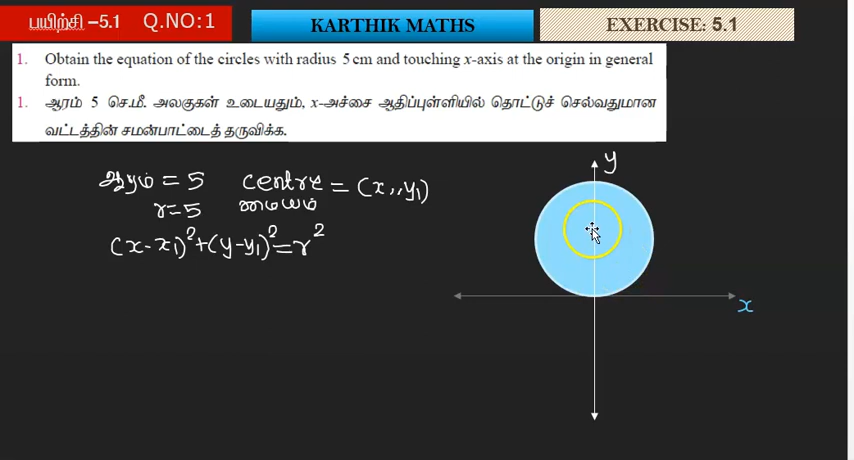 பயிற்சி –5.1 Q.NO:1
KARTHIK MATHS
EXERCISE: 5.1
1. Obtain the equation of the circles with radius 5 cm and touching x-axis at the origin in general
form.
1. ஆரம் 5 செ.மீ. அலகுகள் உடையதும், x-அச்சை ஆதிப்புள்ளியில் தொட்டுச் செல்வதுமான
வட்டத்தின் சமன்பாட்டைத் தருவிக்க.
ஆரம் = 5 centre = (x₁, y₁)
r=5 மையம்
(x - x₁)² + (y - y₁)² = r²
y
x